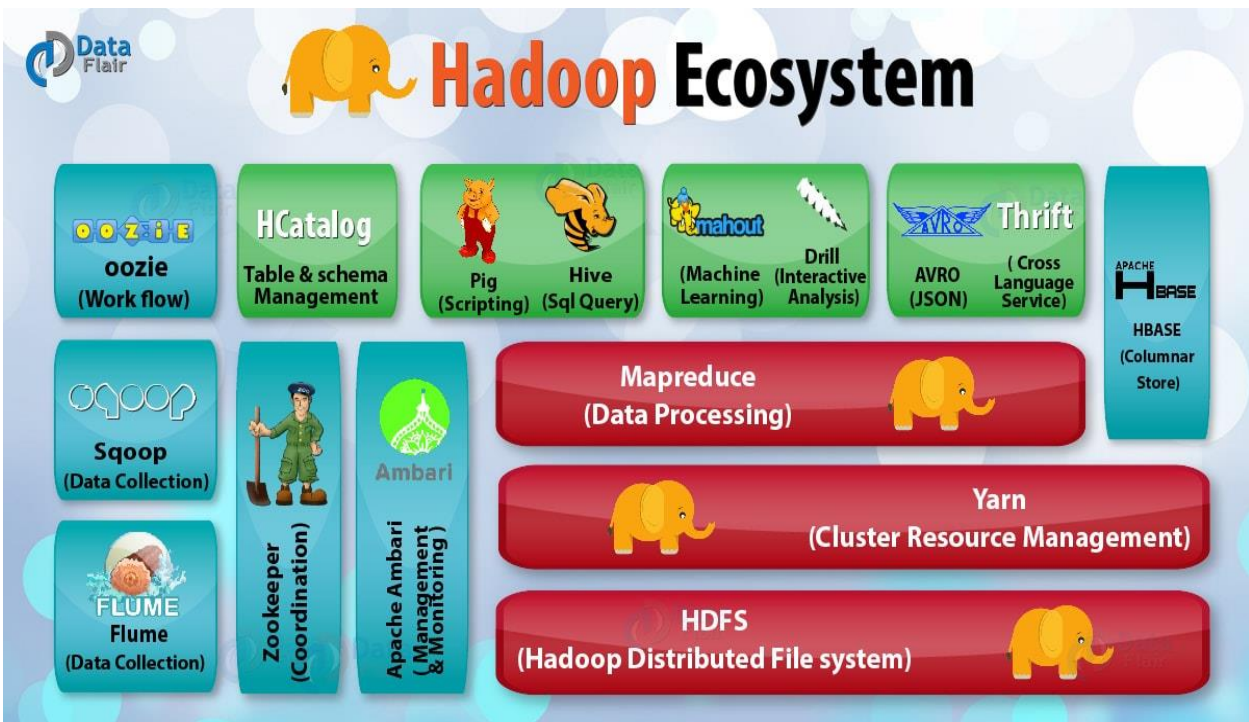 Data
Flair
Hadoop Ecosystem
OOZIE
oozie
(Work flow)
HCatalog
Table & schema
Management
Pig
(Scripting)
Hive
(Sql Query)
mahout
(Machine
Learning)
Drill
(Interactive
Analysis)
AVRO
AVRO
(JSON)
Thrift
( Cross
Language
Service)
APACHE
HBASE
HBASE
(Columnar
Store)
sqoop
Sqoop
(Data Collection)
FLUME
Flume
(Data Collection)
Zookeeper
(Coordination)
Ambari
Apache Ambari
( Management
& Monitoring )
Mapreduce
(Data Processing)
Yarn
(Cluster Resource Management)
HDFS
(Hadoop Distributed File system)